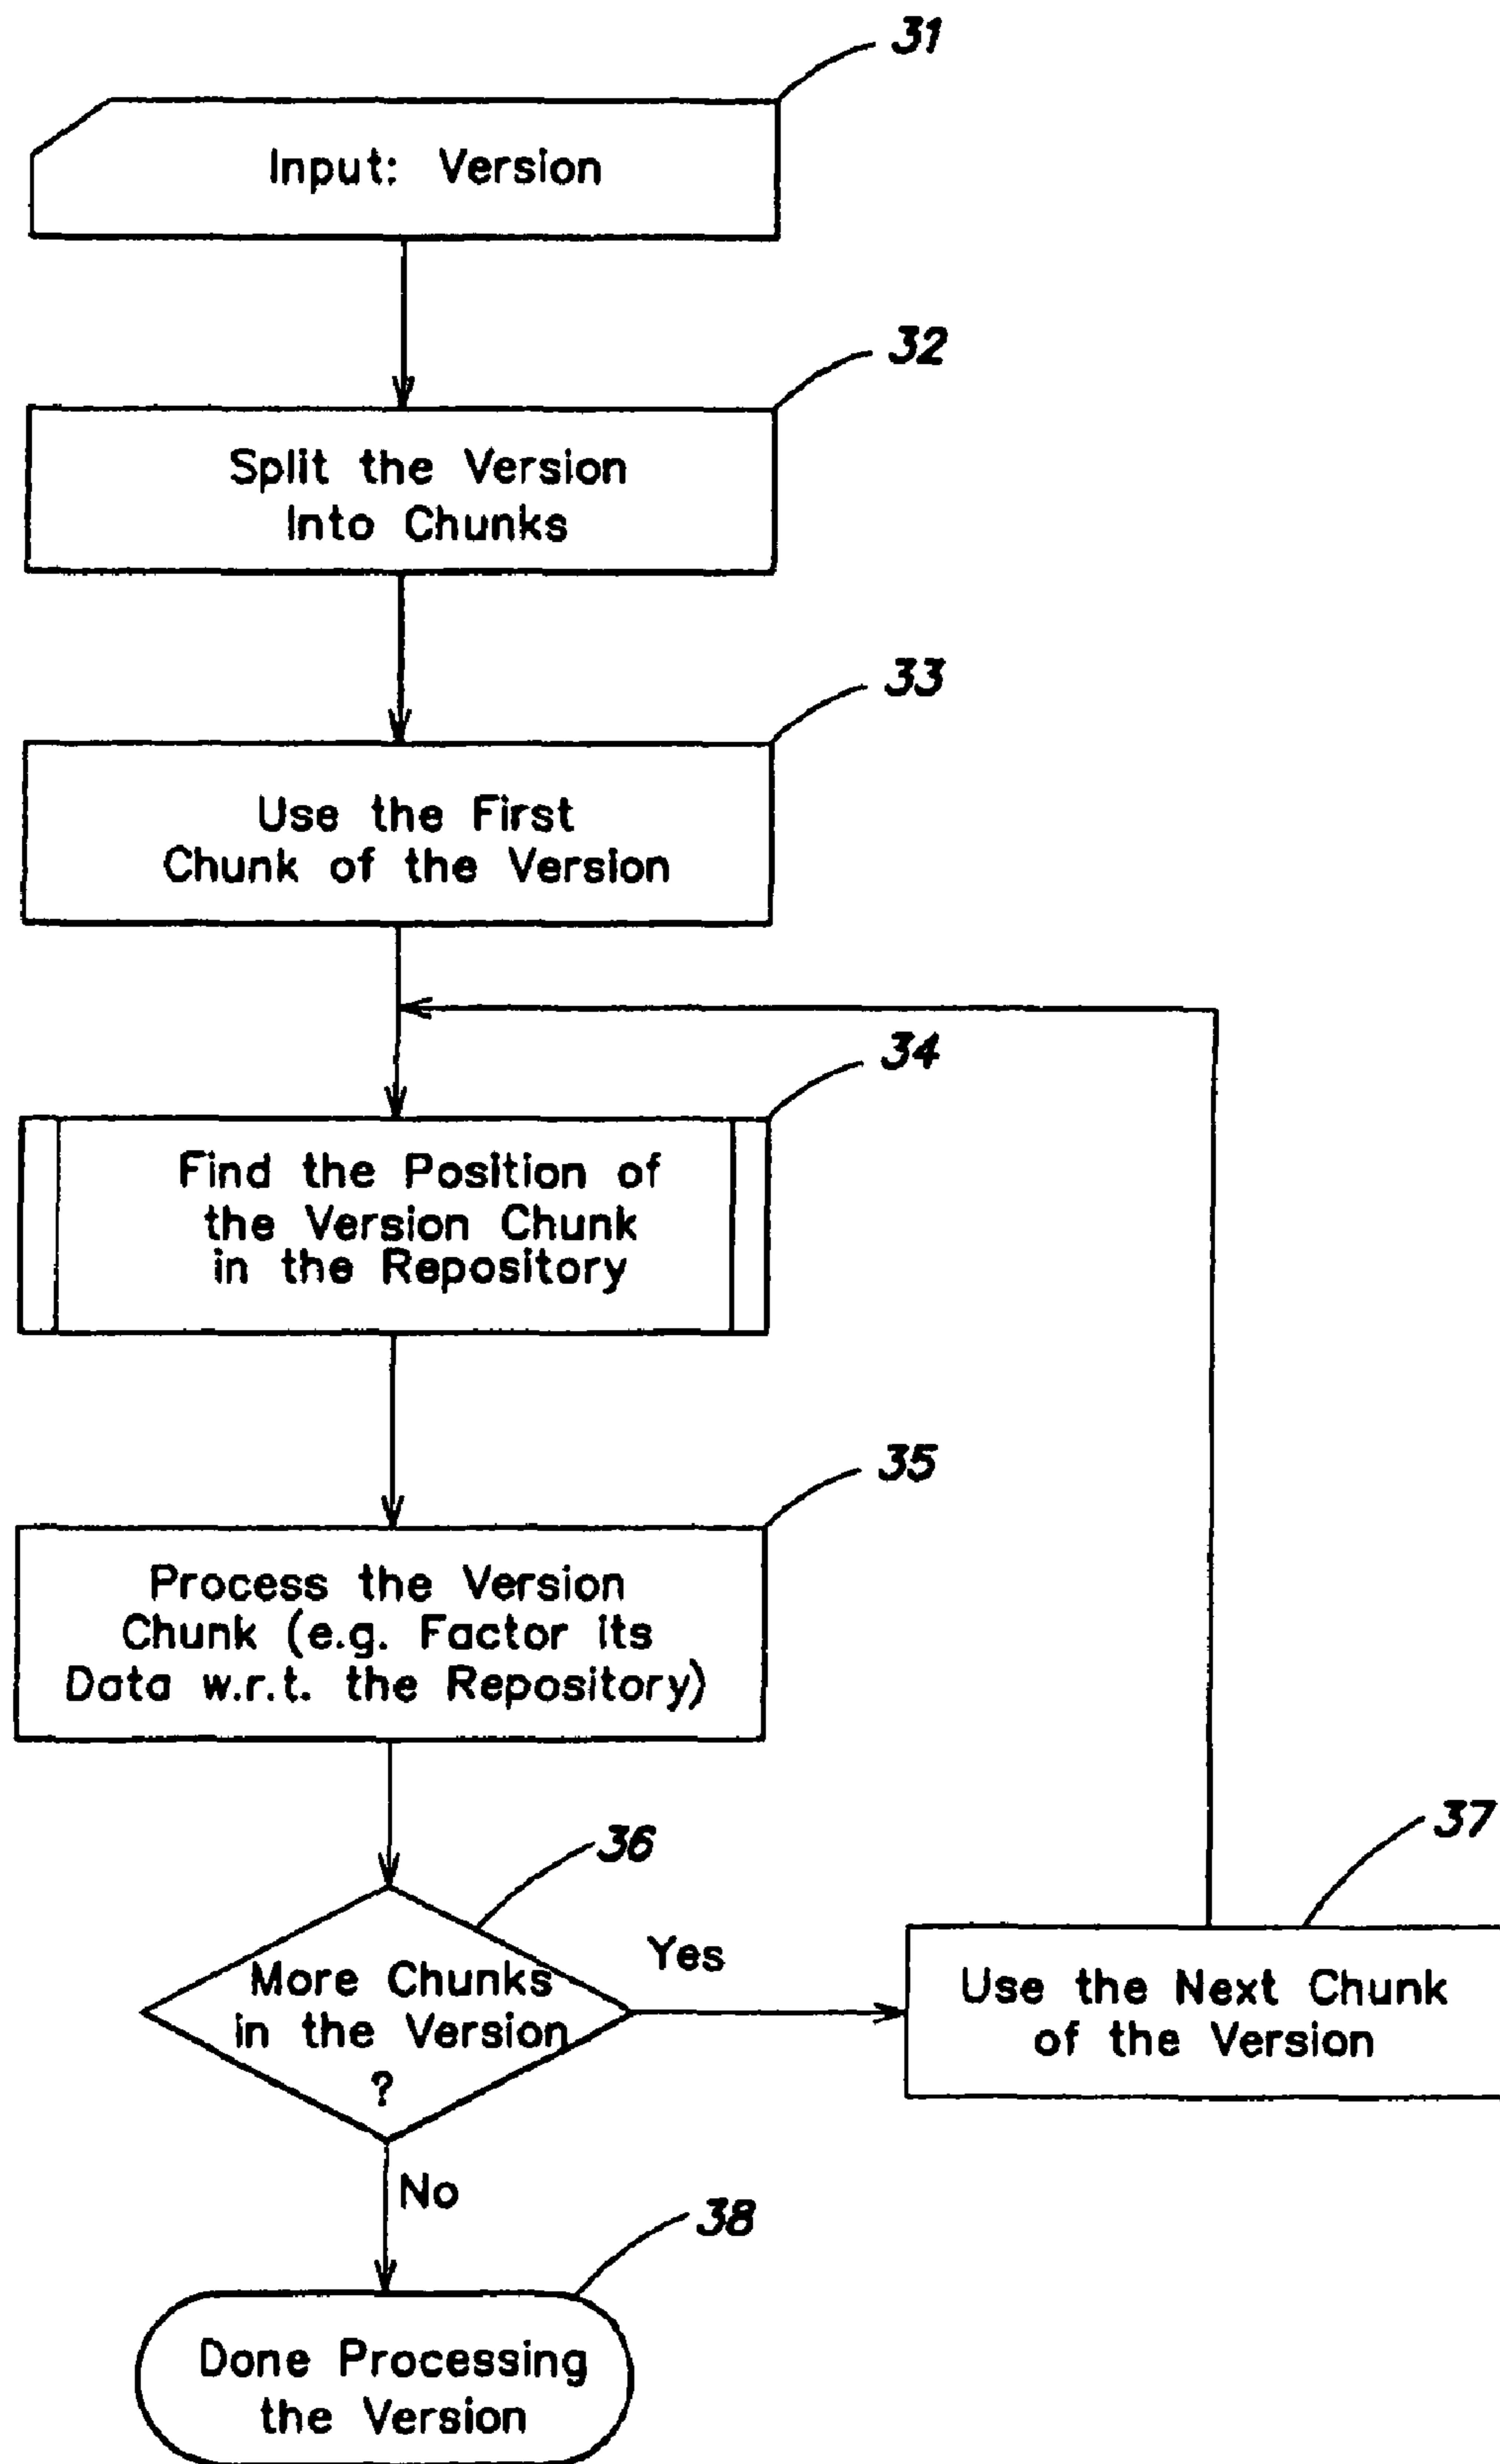 31
Input: Version
32
Split the Version
Into Chunks
33
Use the First
Chunk of the Version
34
Find the Position of
the Version Chunk
in the Repository
35
Process the Version
Chunk (e.g. Factor its
Data w.r.t. the Repository)
36
More Chunks
in the Version
?
Yes
37
Use the Next Chunk
of the Version
No
38
Done Processing
the Version